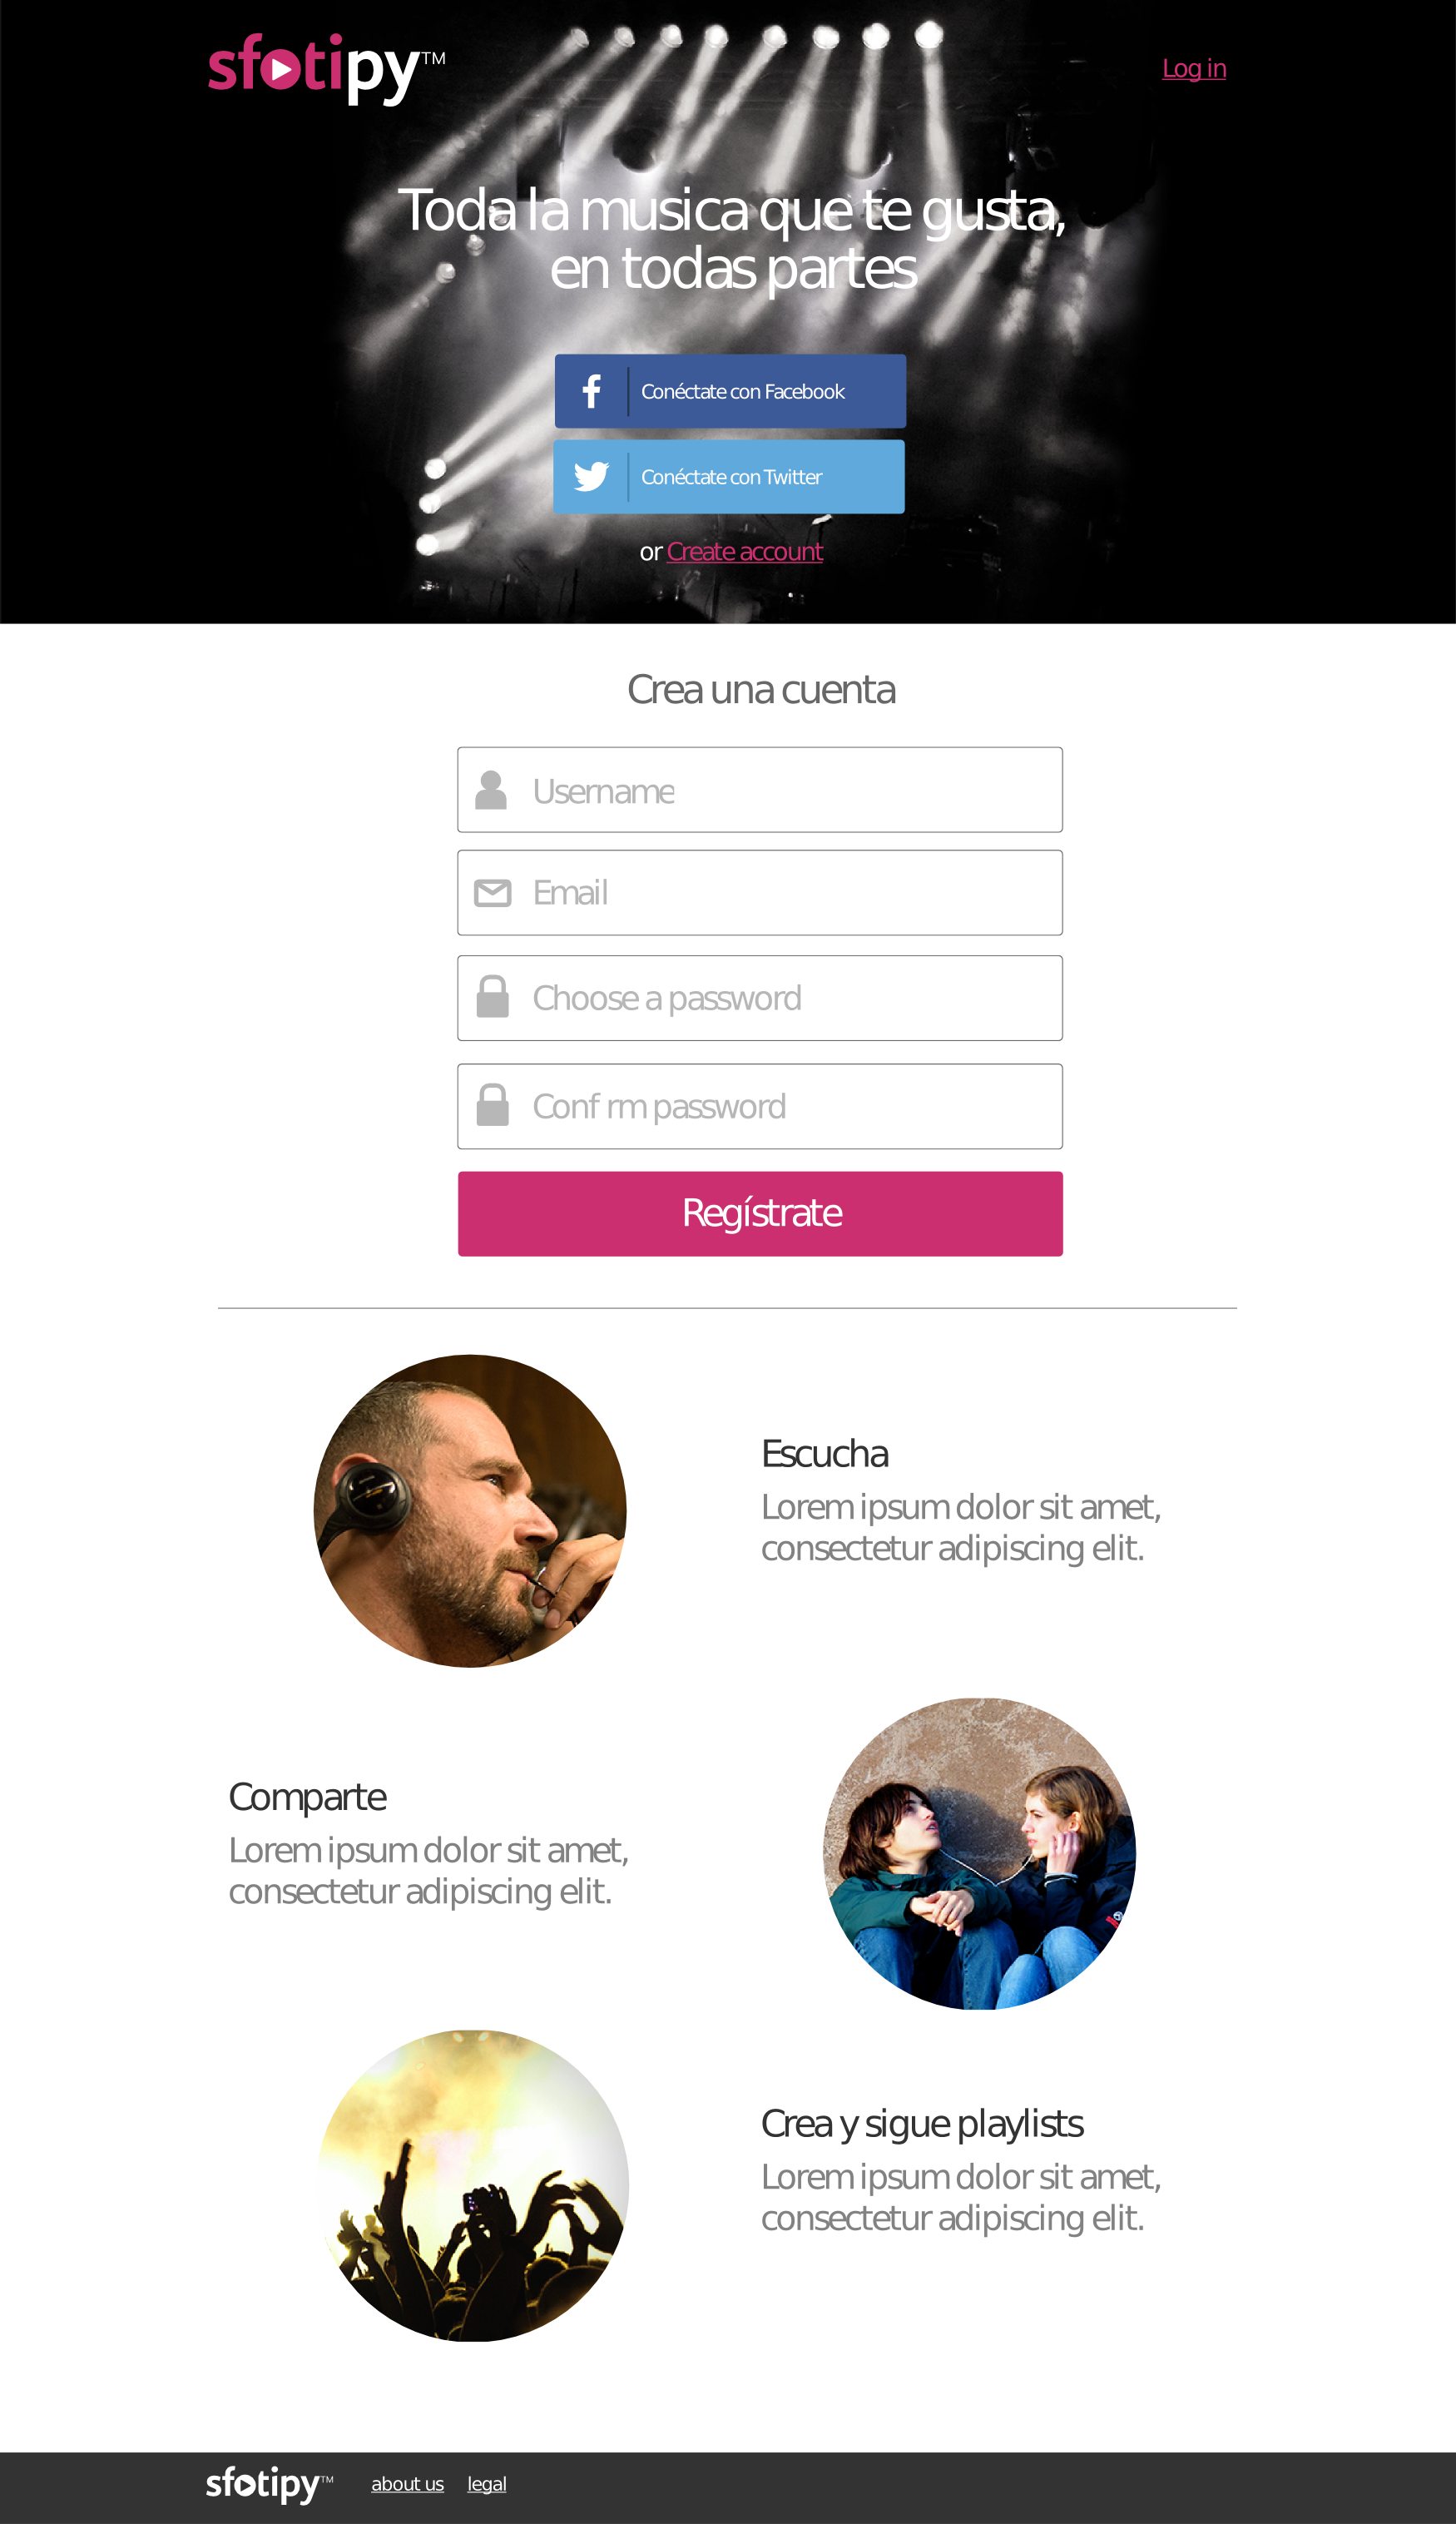 sfotipy™
Log in
Toda la musica que te gusta,
en todas partes
Conéctate con Facebook
Conéctate con Twitter
or Create account
Crea una cuenta
Username
Email
Choose a password
Conf rm password
Regístrate
Escucha
Lorem ipsum dolor sit amet,
consectetur adipiscing elit.
Comparte
Lorem ipsum dolor sit amet,
consectetur adipiscing elit.
Crea y sigue playlists
Lorem ipsum dolor sit amet,
consectetur adipiscing elit.
sfotipy™ about us legal